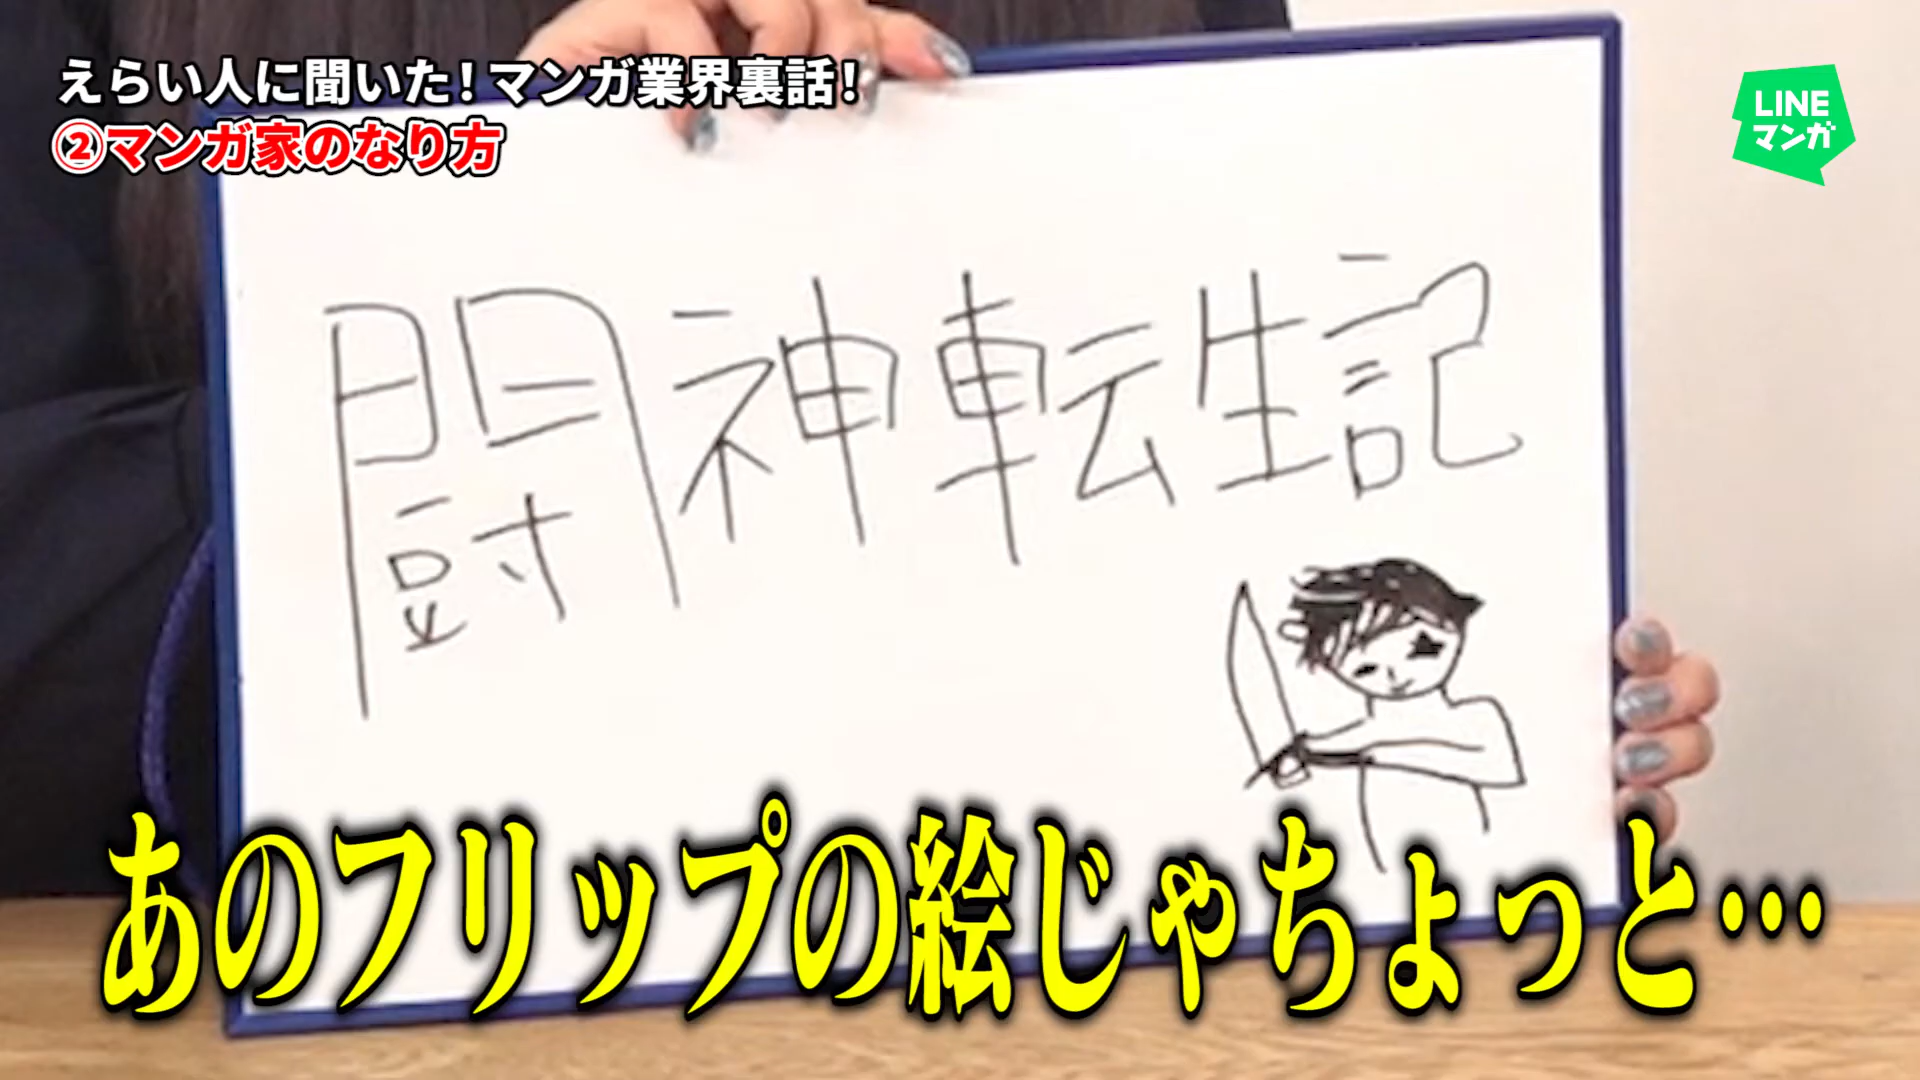 えらい人に聞いた！マンガ業界裏話！
②マンガ家のなり方
LINE
マンガ
闘神転生記
あのフリップの絵じゃちょっと…